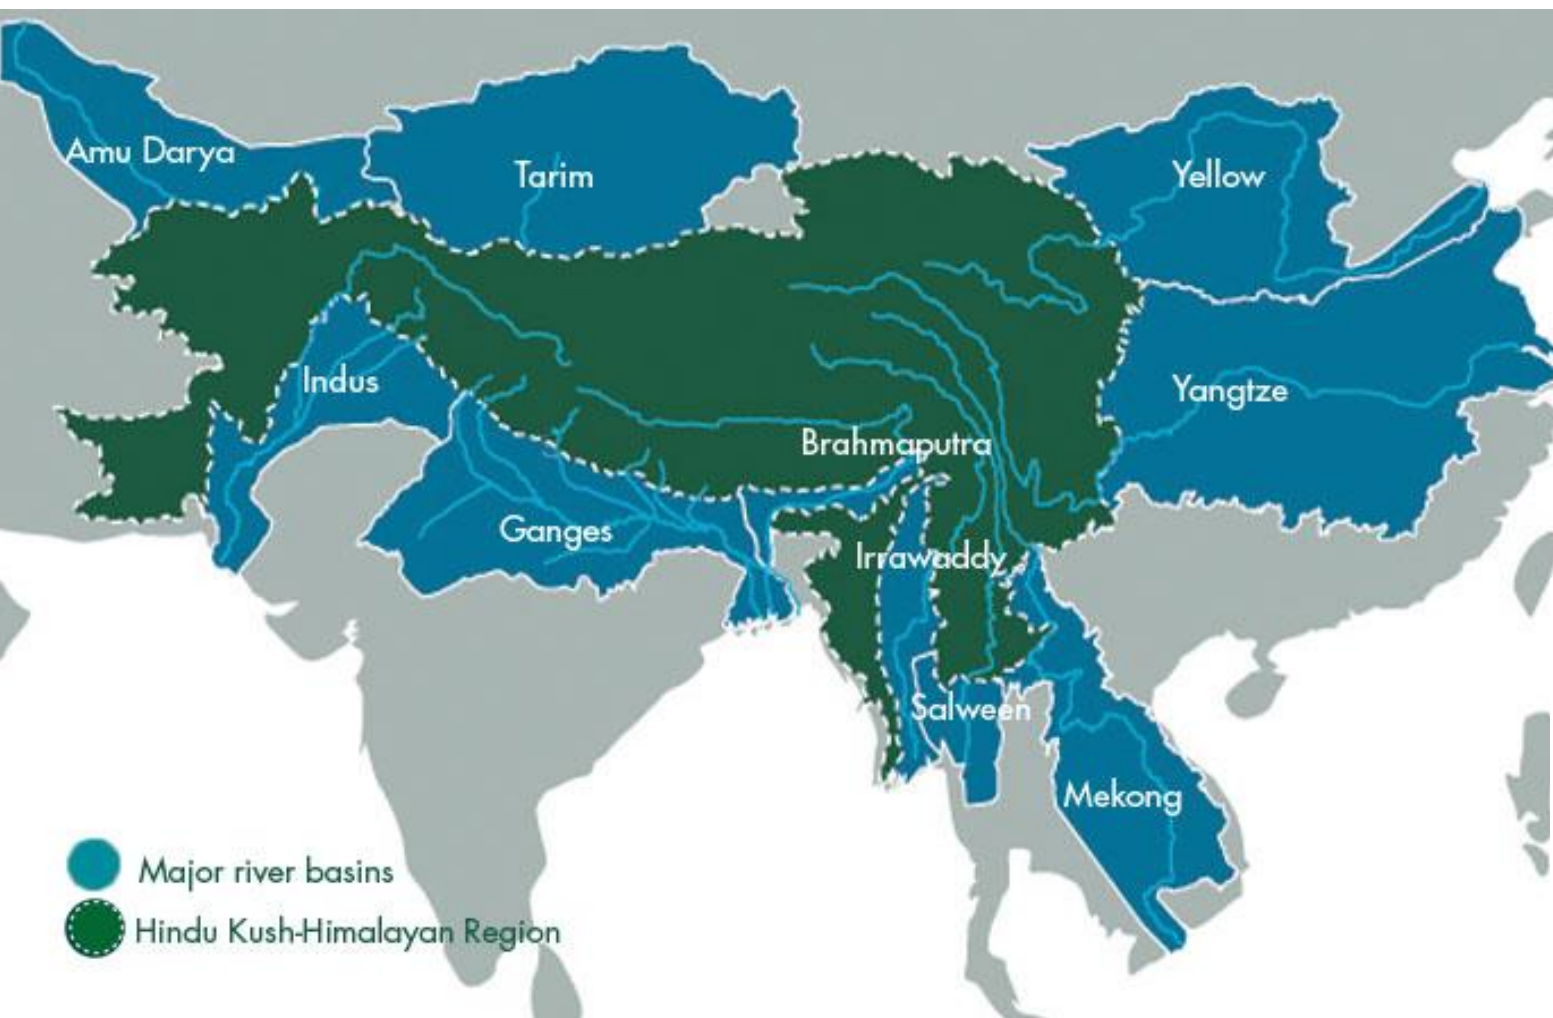 Amu Darya
Tarim
Yellow
Indus
Yangtze
Brahmaputra
Ganges
Irrawaddy
Salween
Mekong
Major river basins
Hindu Kush-Himalayan Region